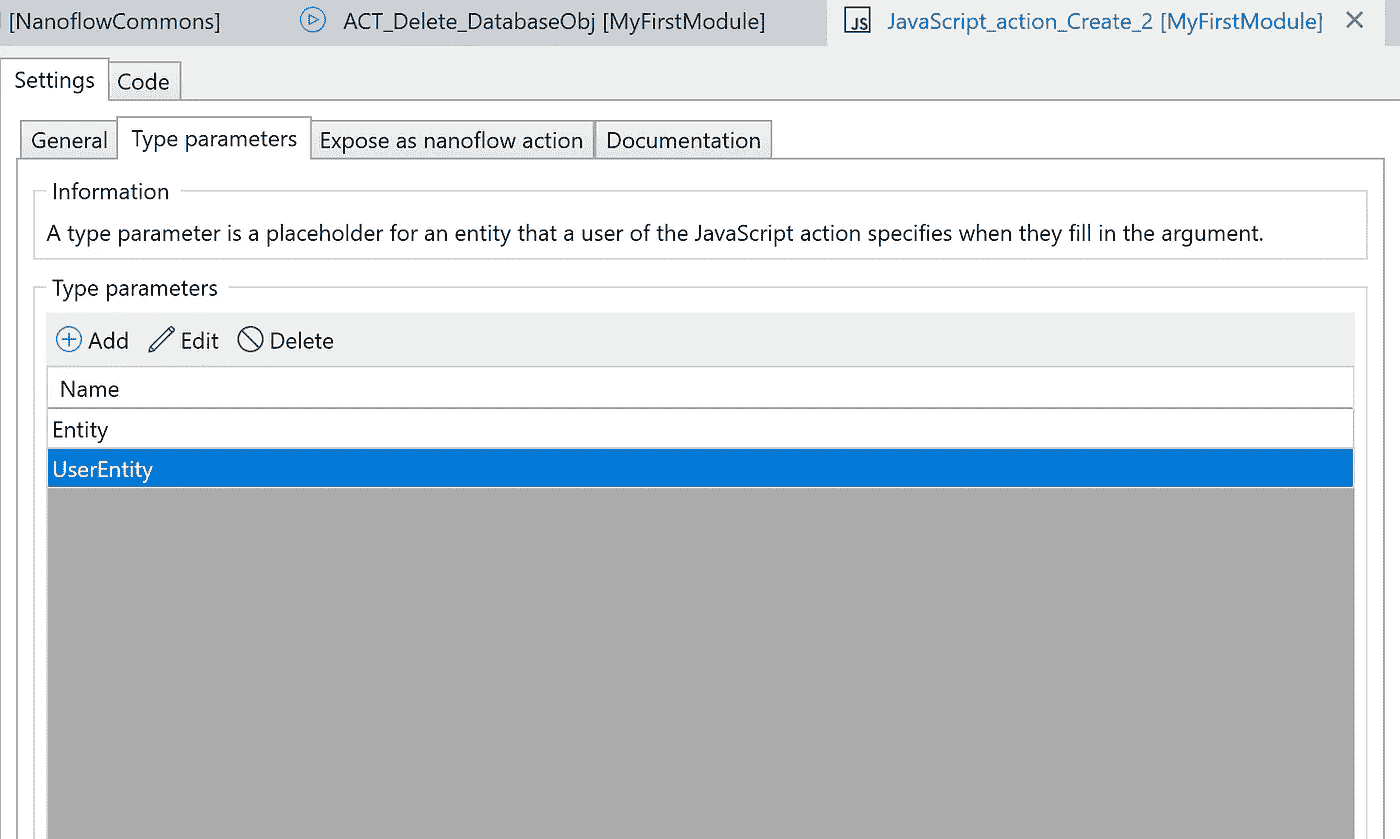 [NanoflowCommons] ACT_Delete_DatabaseObj [MyFirstModule] JS JavaScript_action_Create_2 [MyFirstModule]
Settings Code
General Type parameters Expose as nanoflow action Documentation
Information
A type parameter is a placeholder for an entity that a user of the JavaScript action specifies when they fill in the argument.
Type parameters
Add Edit Delete
Name
Entity
UserEntity